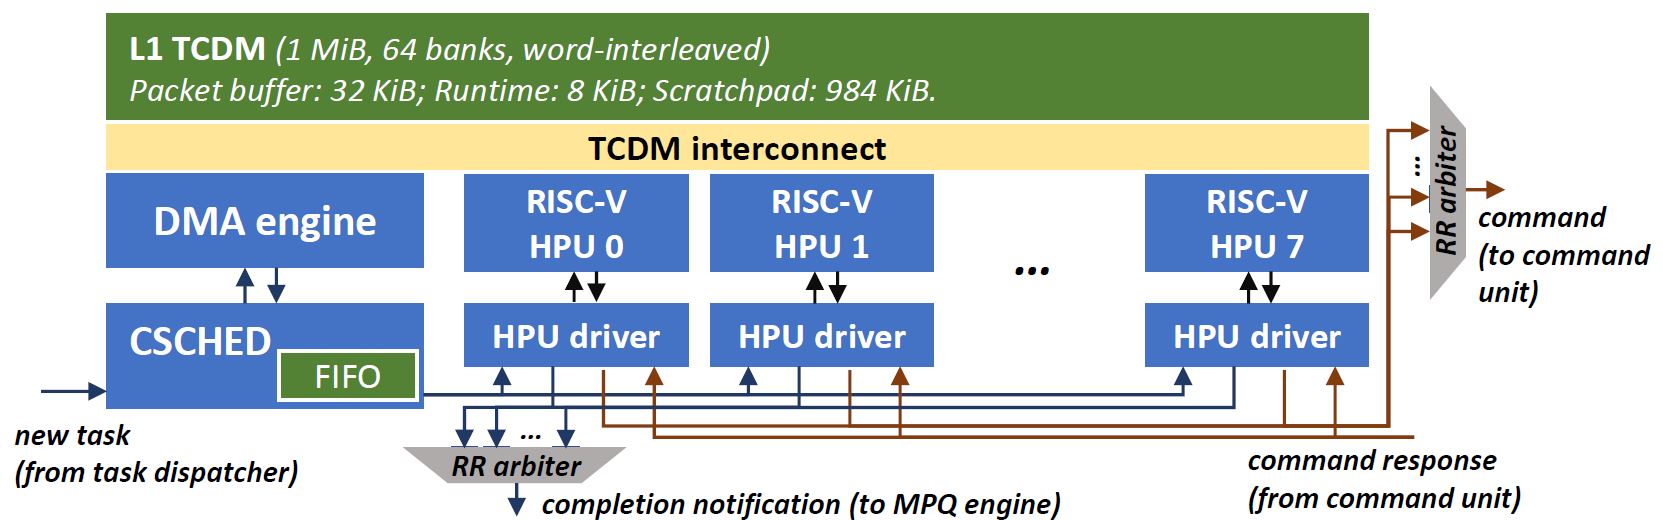 L1 TCDM (1 MiB, 64 banks, word-interleaved)
Packet buffer: 32 KiB; Runtime: 8 KiB; Scratchpad: 984 KiB.
TCDM interconnect
DMA engine
RISC-V
HPU 0
RISC-V
HPU 1
...
RISC-V
HPU 7
CSCHED
FIFO
HPU driver
HPU driver
HPU driver
...
RR arbiter
command
(to command
unit)
new task
(from task dispatcher)
...
RR arbiter
completion notification (to MPQ engine)
command response
(from command unit)